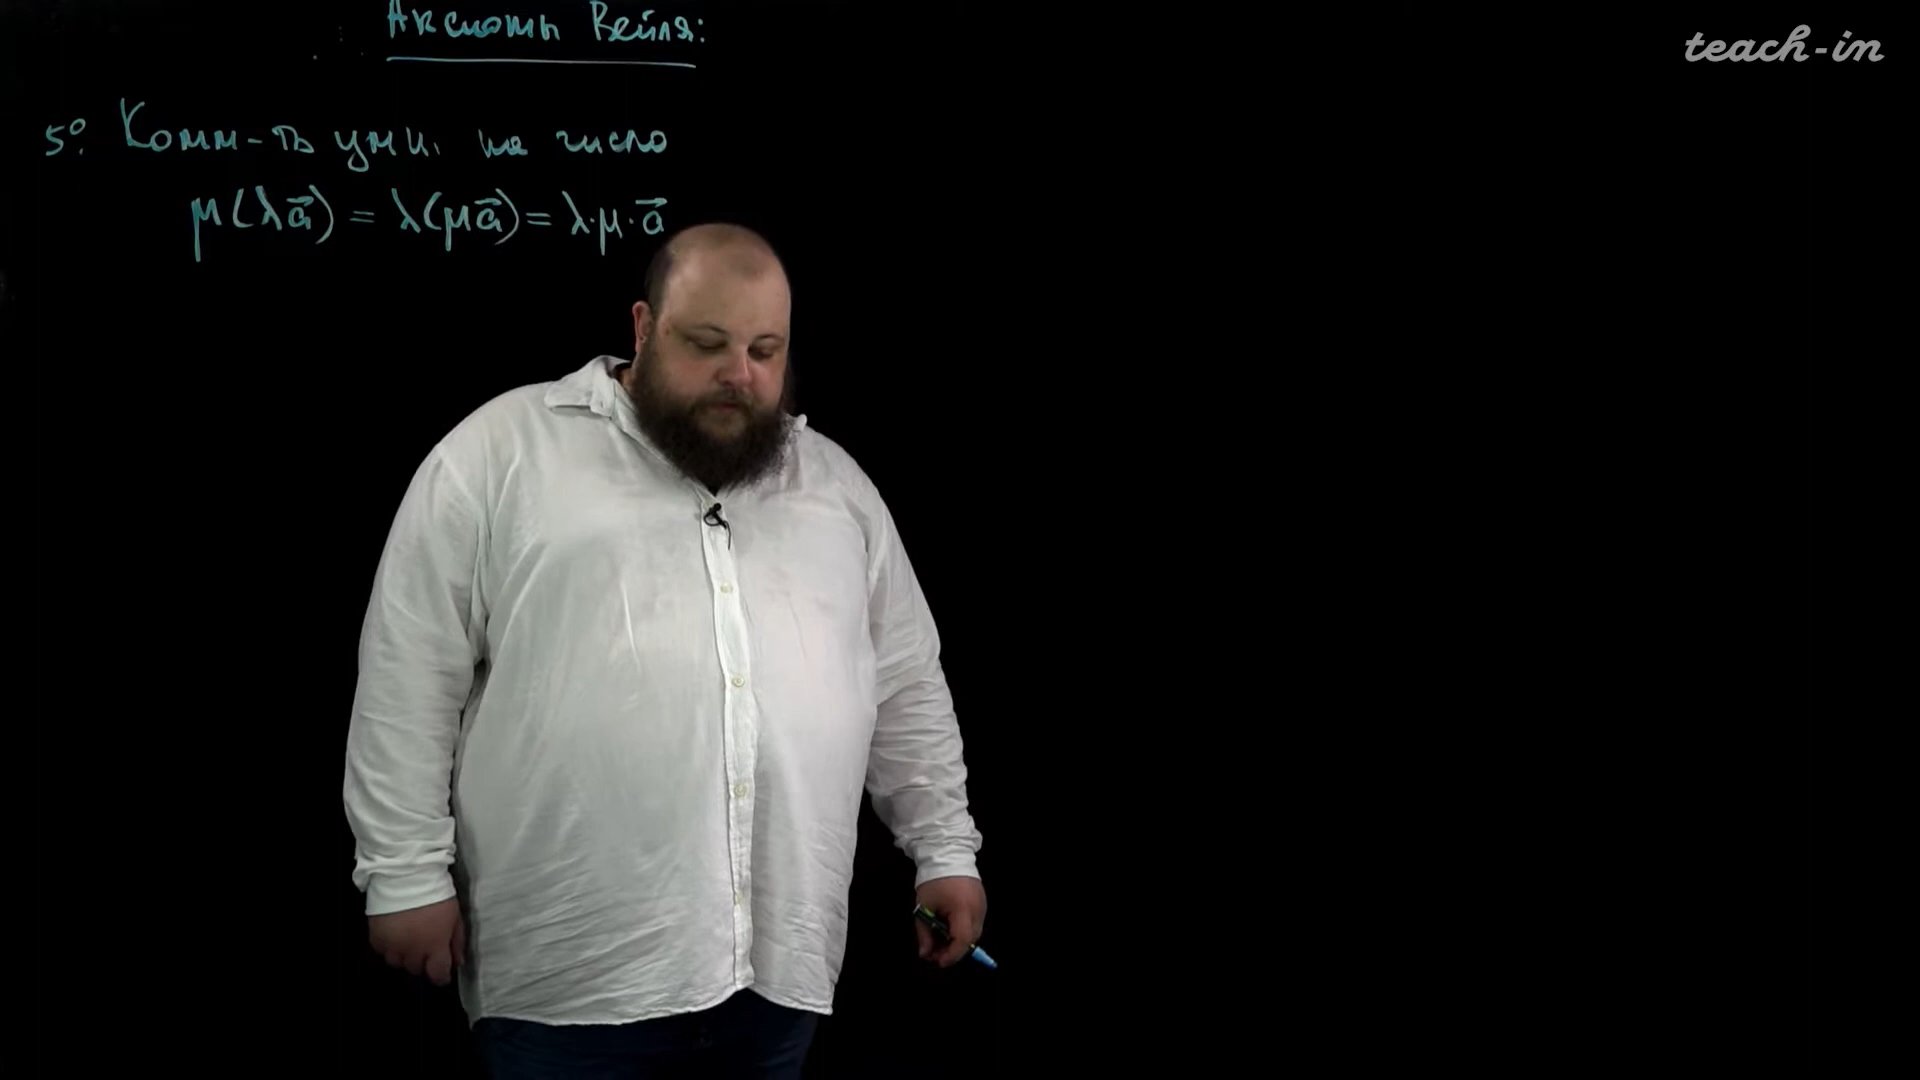 Аксиомы Вейля:
teach-in
5°. Комм-ть умн. на число
μ(λa⃗) = λ(μa⃗) = λ·μ·a⃗